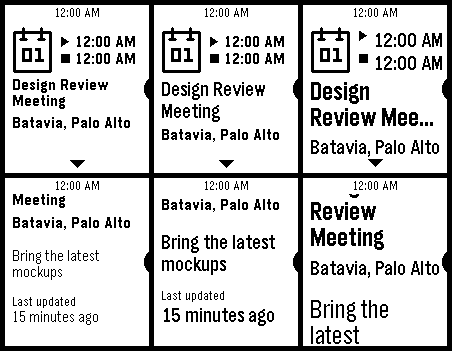 12:00 AM
01
12:00 AM
12:00 AM
Design Review
Meeting
Batavia, Palo Alto
12:00 AM
01
12:00 AM
12:00 AM
Design Review
Meeting
Batavia, Palo Alto
12:00 AM
01
12:00 AM
12:00 AM
Design
Review Mee...
Batavia, Palo Alto
12:00 AM
Meeting
Batavia, Palo Alto
Bring the latest
mockups
Last updated
15 minutes ago
12:00 AM
Batavia, Palo Alto
Bring the latest
mockups
Last updated
15 minutes ago
12:00 AM
Review
Meeting
Batavia, Palo Alto
Bring the
latest